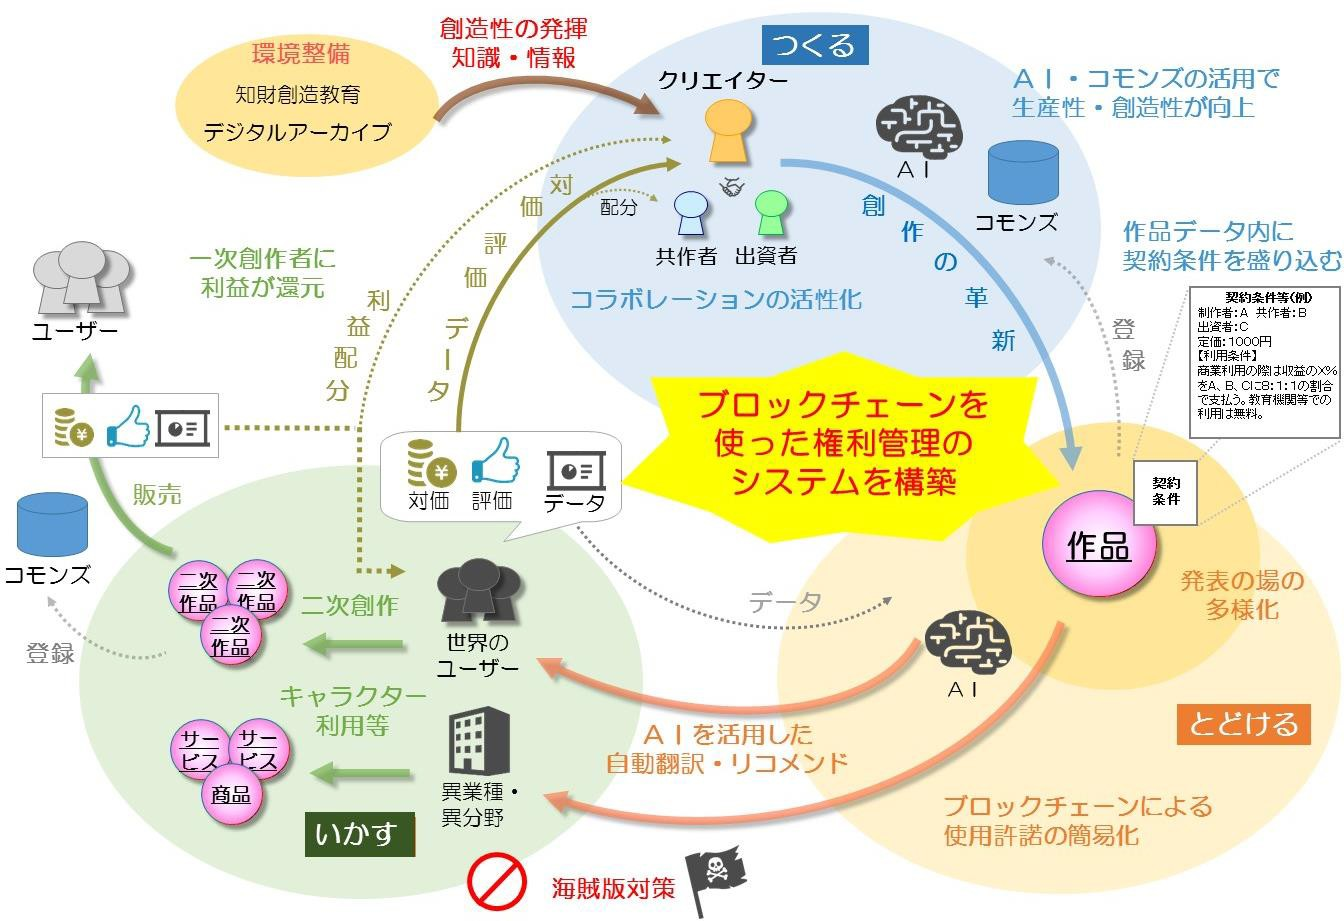 環境整備
知財創造教育
デジタルアーカイブ
創造性の発揮
知識・情報
つくる
クリエイター
ＡＩ
コモンズ
ＡＩ・コモンズの活用で
生産性・創造性が向上
共作者
出資者
コラボレーションの活性化
創作の革新
配分
対価
評価
データ
利益配分
一次創作者に
利益が還元
ユーザー
販売
コモンズ
登録
作品データ内に
契約条件を盛り込む
契約条件等(例)
制作者:A 共作者:B
出資者:C
定価:1000円
【利用条件】
商業利用の際は収益のX%
をA、B、Cに8:1:1の割合
で支払う。教育機関等での
利用は無料。
登録
契約
条件
作品
ブロックチェーンを
使った権利管理の
システムを構築
対価
評価
データ
データ
発表の場の
多様化
ＡＩ
とどける
ＡＩを活用した
自動翻訳・リコメンド
ブロックチェーンによる
使用許諾の簡易化
世界の
ユーザー
二次創作
二次
作品
二次
作品
二次
作品
キャラクター
利用等
サー
ビス
サー
ビス
商品
異業種・
異分野
いかす
海賊版対策